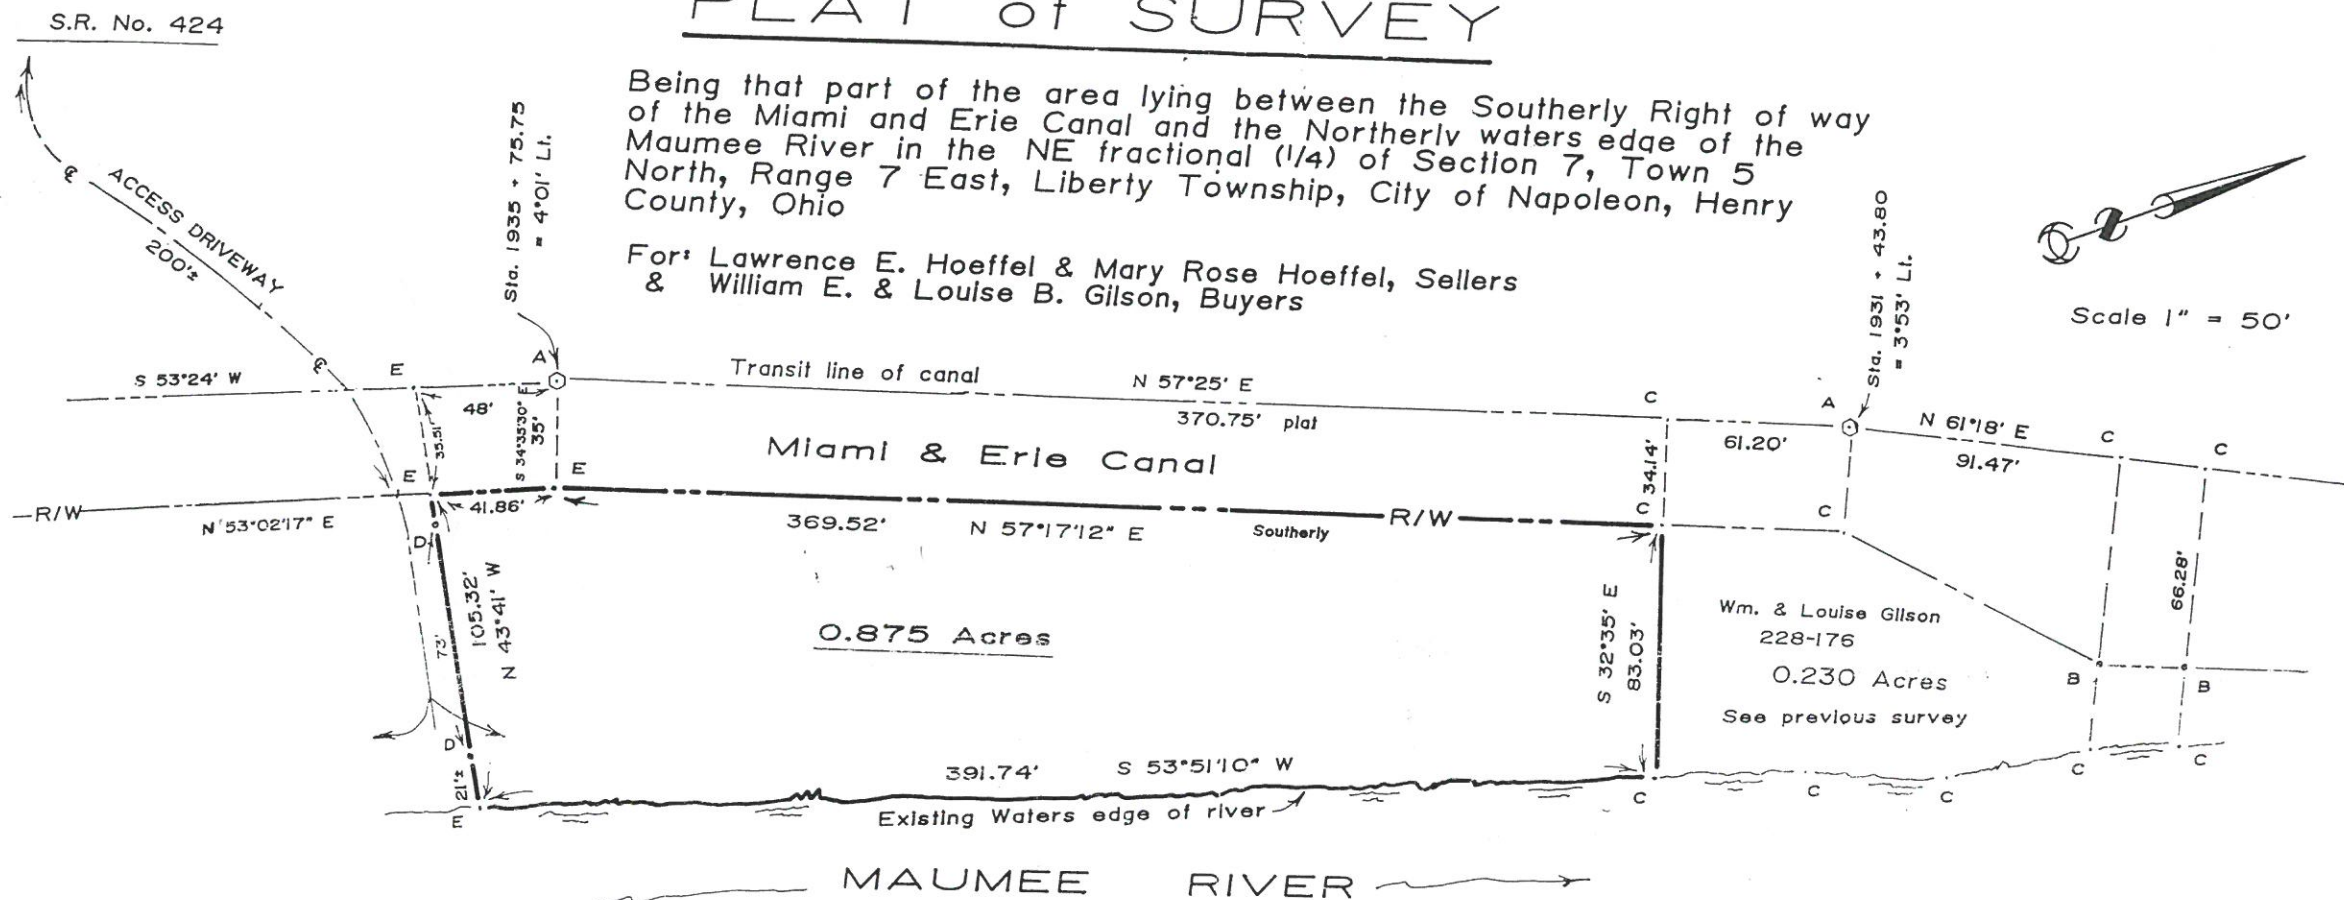 S.R. No. 424
PLAT of SURVEY
Being that part of the area lying between the Southerly Right of way
of the Miami and Erie Canal and the Northerly waters edge of the
Maumee River in the NE fractional (1/4) of Section 7, Town 5
North, Range 7 East, Liberty Township, City of Napoleon, Henry
County, Ohio
For: Lawrence E. Hoeffel & Mary Rose Hoeffel, Sellers
& William E. & Louise B. Gilson, Buyers
Scale 1" = 50'
℄
ACCESS DRIVEWAY
200'±
℄
Sta. 1935 + 75.75
= 4°01' Lt.
Sta. 1931 + 43.80
= 3°53' Lt.
S 53°24' W
E
48'
A
Transit line of canal
N 57°25' E
370.75' plat
C
61.20'
A
N 61°18' E
91.47'
C
C
35.51'
S 34°35'30" E
35'
Miami & Erie Canal
34.14'
E
E
R/W
N 53°02'17" E
41.86'
369.52'
N 57°17'12" E
Southerly
R/W
C
C
D
105.32'
N 43°41' W
73'
0.875 Acres
S 32°35' E
83.03'
Wm. & Louise Gilson
228-176
0.230 Acres
See previous survey
66.28'
B
B
D
21'±
E
391.74'
S 53°51'10" W
Existing Waters edge of river
C
C
C
C
C
MAUMEE RIVER